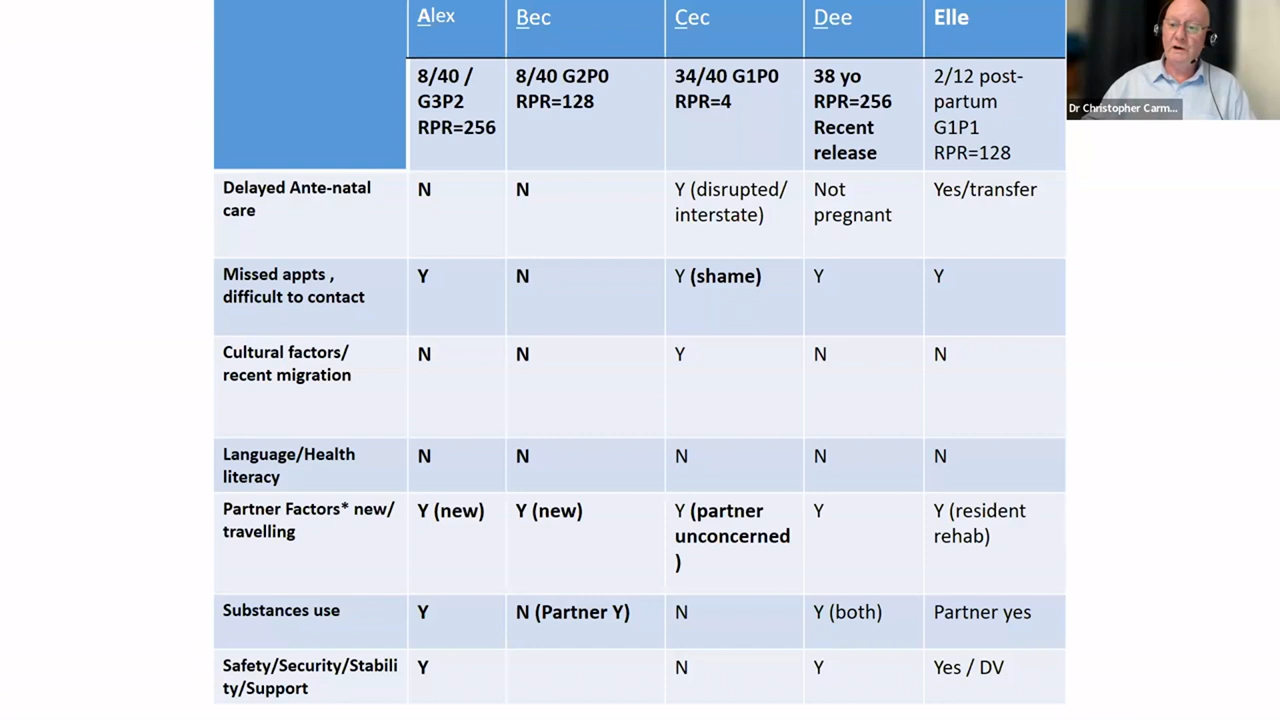 Alex Bec Cec Dee Elle
8/40 / G3P2 RPR=256
8/40 G2P0 RPR=128
34/40 G1P0 RPR=4
38 yo RPR=256 Recent release
2/12 post-partum G1P1 RPR=128
Dr Christopher Carm...
Delayed Ante-natal care
N
N
Y (disrupted/ interstate)
Not pregnant
Yes/transfer
Missed appts , difficult to contact
Y
N
Y (shame)
Y
Y
Cultural factors/ recent migration
N
N
Y
N
N
Language/Health literacy
N
N
N
N
N
Partner Factors* new/ travelling
Y (new)
Y (new)
Y (partner unconcerned)
Y
Y (resident rehab)
Substances use
Y
N (Partner Y)
N
Y (both)
Partner yes
Safety/Security/Stability/Support
Y
N
Y
Yes / DV